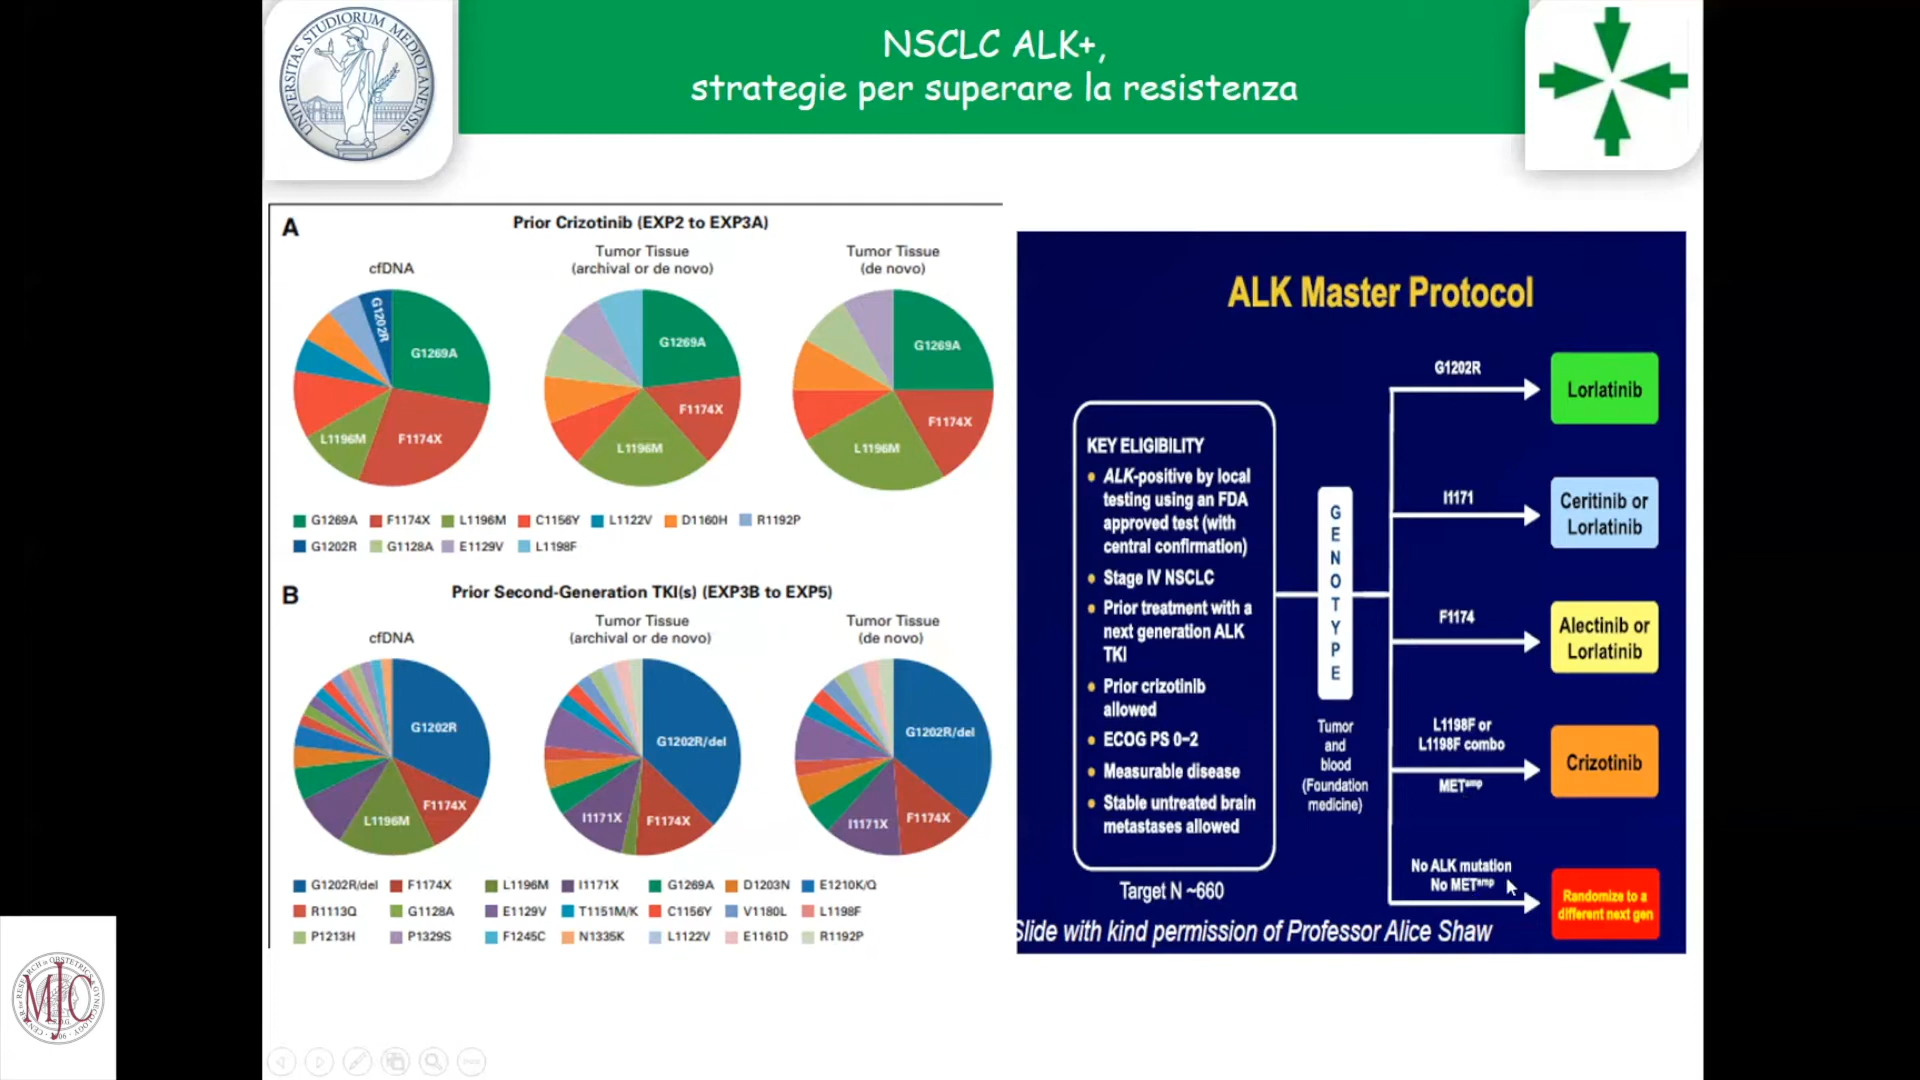 UNIVERSITAS STUDIORUM MEDIOLANENSIS
NSCLC ALK+,
strategie per superare la resistenza
A
Prior Crizotinib (EXP2 to EXP3A)
cfDNA
Tumor Tissue
(archival or de novo)
Tumor Tissue
(de novo)
G1202R
G1269A
F1174X
L1196M
G1269A
F1174X
L1196M
G1269A
F1174X
L1196M
G1269A F1174X L1196M C1156Y L1122V D1160H R1192P
G1202R G1128A E1129V L1198F
B
Prior Second-Generation TKI(s) (EXP3B to EXP5)
cfDNA
Tumor Tissue
(archival or de novo)
Tumor Tissue
(de novo)
G1202R
F1174X
L1196M
G1202R/del
F1174X
I1171X
G1202R/del
F1174X
I1171X
G1202R/del F1174X L1196M I1171X G1269A D1203N E1210K/Q
R1113Q G1128A E1129V T1151M/K C1156Y V1180L L1198F
P1213H P1329S F1245C N1335K L1122V E1161D R1192P
ALK Master Protocol
KEY ELIGIBILITY
• ALK-positive by local
testing using an FDA
approved test (with
central confirmation)
• Stage IV NSCLC
• Prior treatment with a
next generation ALK
TKI
• Prior crizotinib
allowed
• ECOG PS 0–2
• Measurable disease
• Stable untreated brain
metastases allowed
Target N ~660
GENOTYPE
Tumor
and
blood
(Foundation
medicine)
G1202R
Lorlatinib
I1171
Ceritinib or
Lorlatinib
F1174
Alectinib or
Lorlatinib
L1198F or
L1198F combo
METamp
Crizotinib
No ALK mutation
No METamp
Randomize to a
different next gen
Slide with kind permission of Professor Alice Shaw
MJC